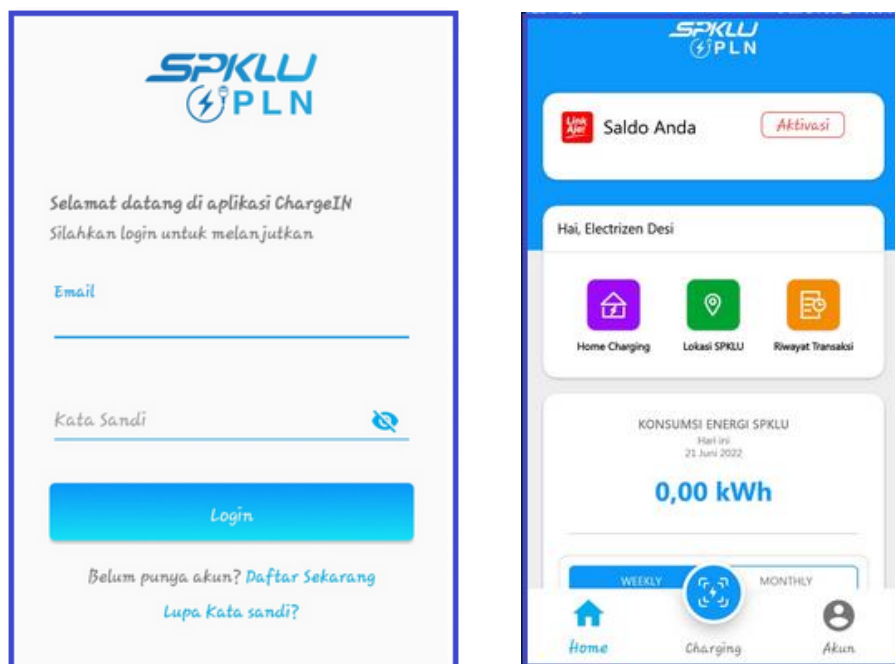 SPKLU
PLN
Selamat datang di aplikasi ChargeIN
Silahkan login untuk melanjutkan
Email
Kata Sandi
Login
Belum punya akun? Daftar Sekarang
Lupa Kata sandi?
SPKLU
PLN
Link Aja!
Saldo Anda
Aktivasi
Hai, Electrizen Desi
Home Charging
Lokasi SPKLU
Riwayat Transaksi
KONSUMSI ENERGI SPKLU
Hari ini
21 Juni 2022
0,00 kWh
WEEKLY
MONTHLY
Home
Charging
Akun